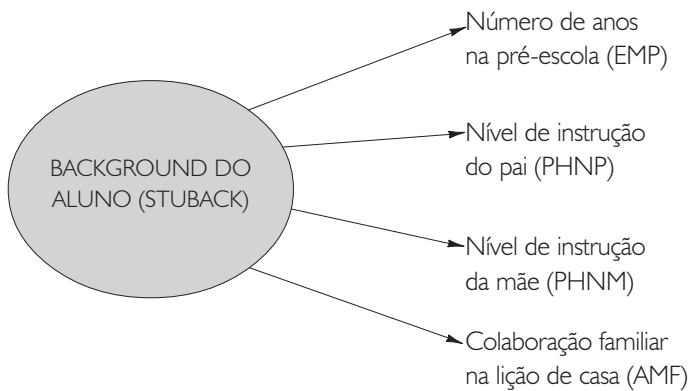 Número de anos
na pré-escola (EMP)
BACKGROUND DO
ALUNO (STUBACK)
Nível de instrução
do pai (PHNP)
Nível de instrução
da mãe (PHNM)
Colaboração familiar
na lição de casa (AMF)